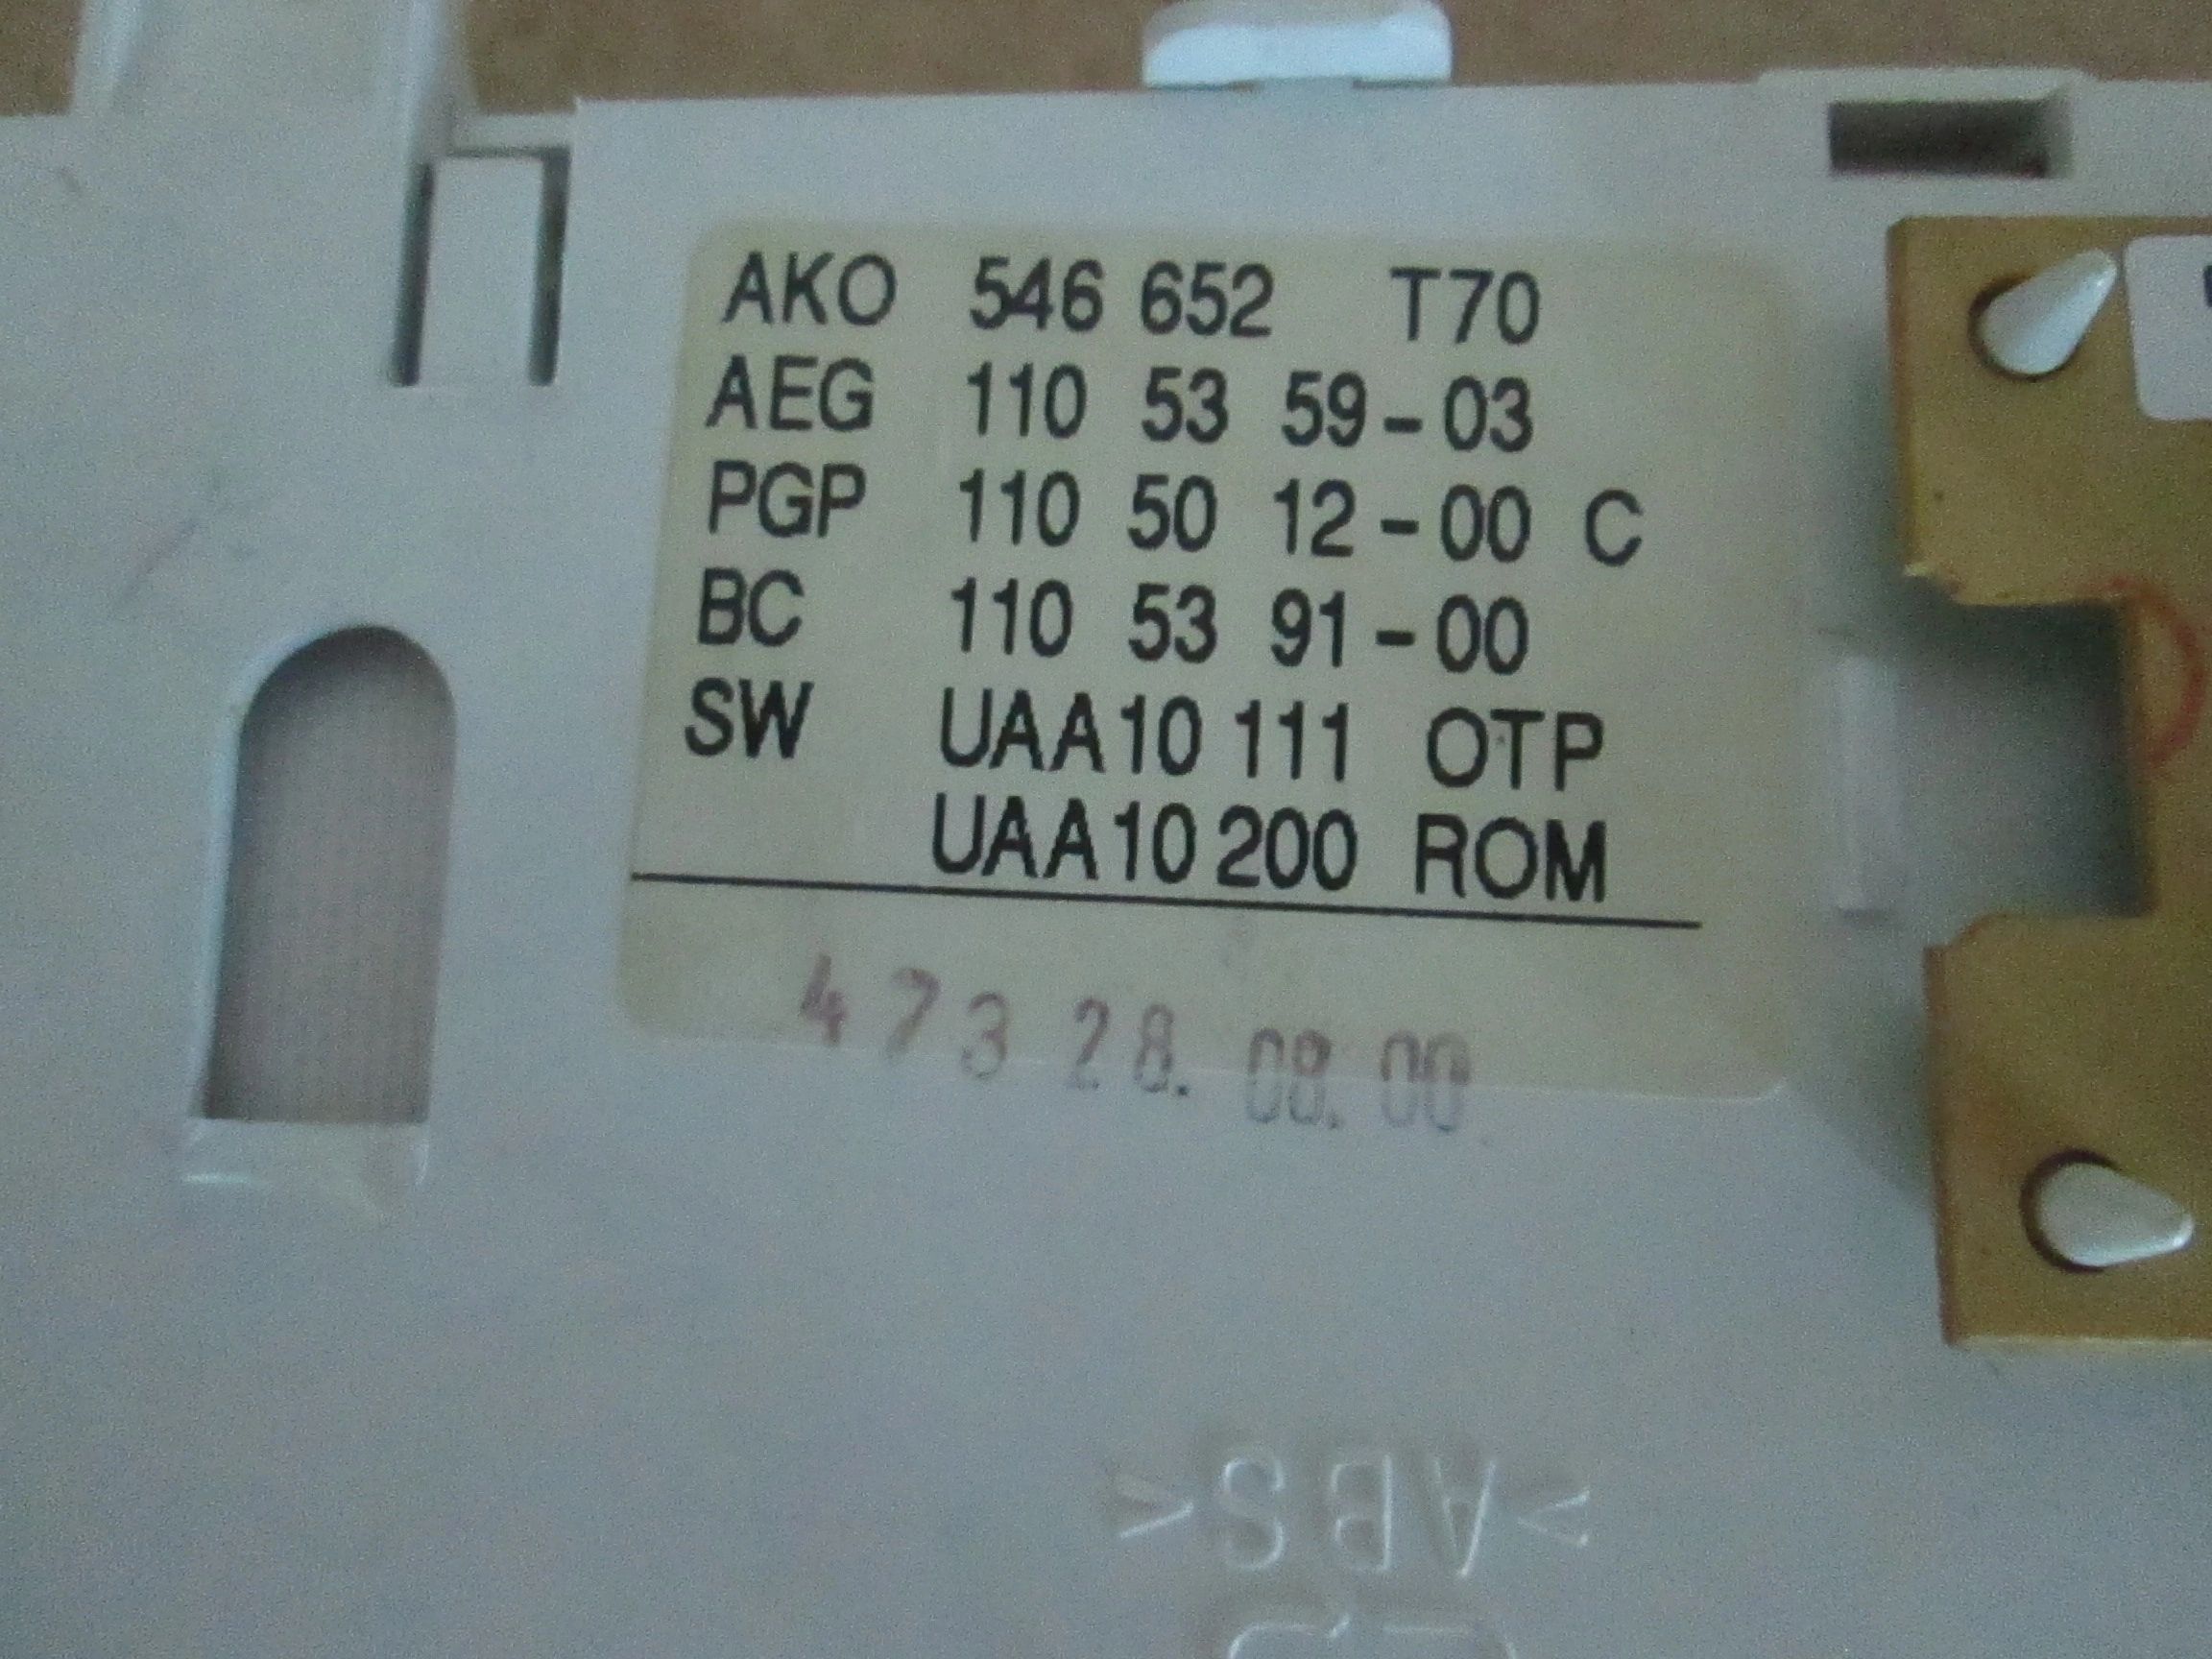 AKO 546 652 T70
AEG 110 53 59-03
PGP 110 50 12-00 C
BC 110 53 91-00
SW UAA10 111 OTP
UAA10 200 ROM
473 28. 08. 00
>ABS<